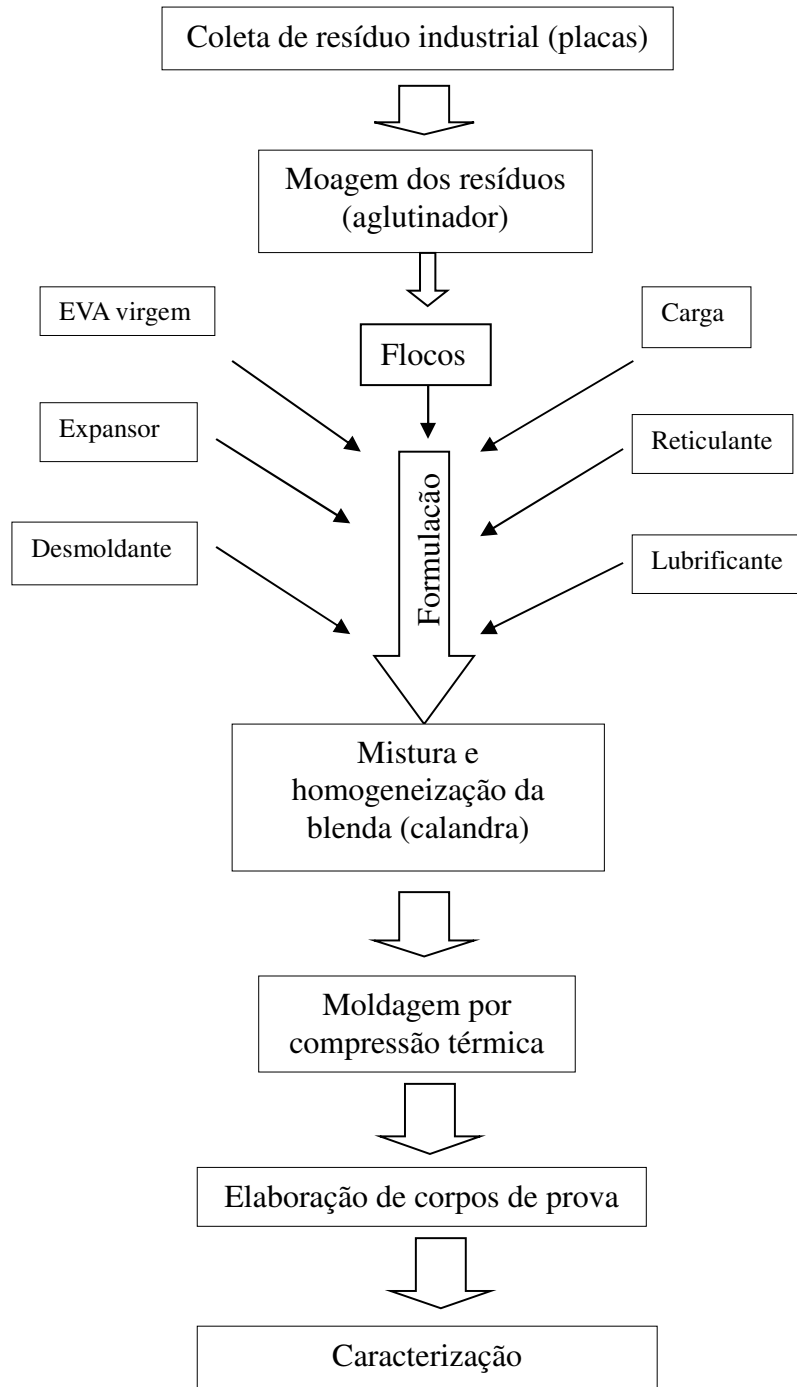 Coleta de resíduo industrial (placas)
Moagem dos resíduos
(aglutinador)
EVA virgem
Carga
Flocos
Expansor
Reticulante
Formulação
Desmoldante
Lubrificante
Mistura e
homogeneização da
blenda (calandra)
Moldagem por
compressão térmica
Elaboração de corpos de prova
Caracterização